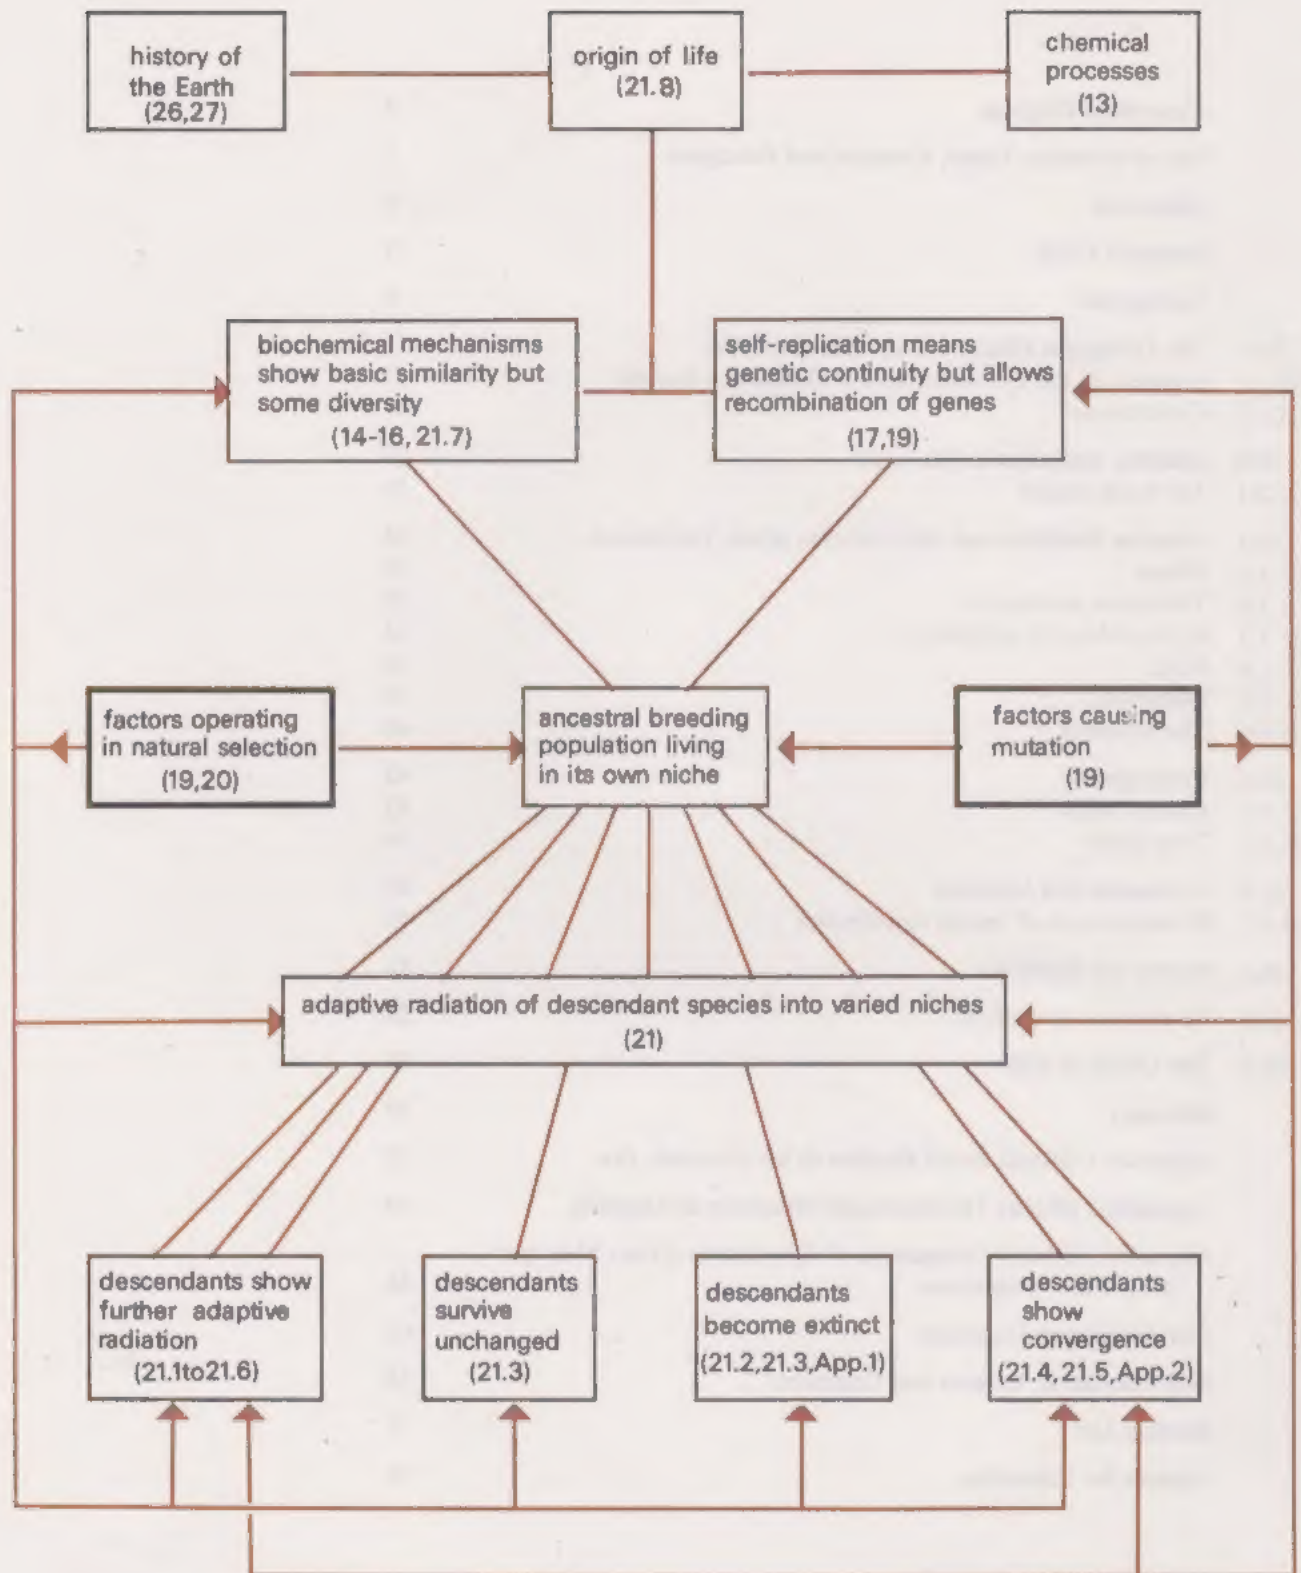 history of
the Earth
(26,27)
origin of life
(21.8)
chemical
processes
(13)
biochemical mechanisms
show basic similarity but
some diversity
(14-16, 21.7)
self-replication means
genetic continuity but allows
recombination of genes
(17,19)
factors operating
in natural selection
(19,20)
ancestral breeding
population living
in its own niche
factors causing
mutation
(19)
adaptive radiation of descendant species into varied niches
(21)
descendants show
further adaptive
radiation
(21.1to21.6)
descendants
survive
unchanged
(21.3)
descendants
become extinct
(21.2,21.3,App.1)
descendants
show
convergence
(21.4,21.5,App.2)